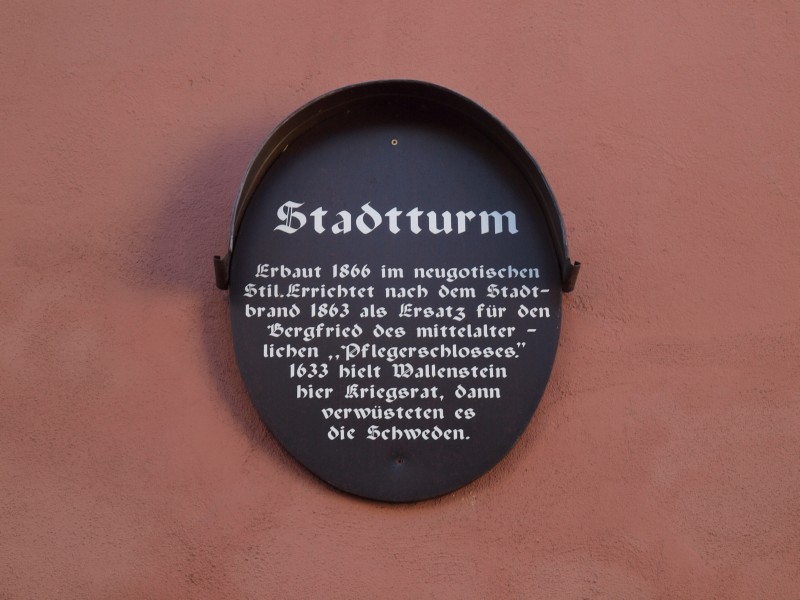 Stadtturm
Erbaut 1866 im neugotischen
Stil.Errichtet nach dem Stadt-
brand 1863 als Ersatz für den
Bergfried des mittelalter -
lichen ,,Pflegerschlosses."
1633 hielt Wallenstein
hier Kriegsrat, dann
verwüsteten es
die Schweden.